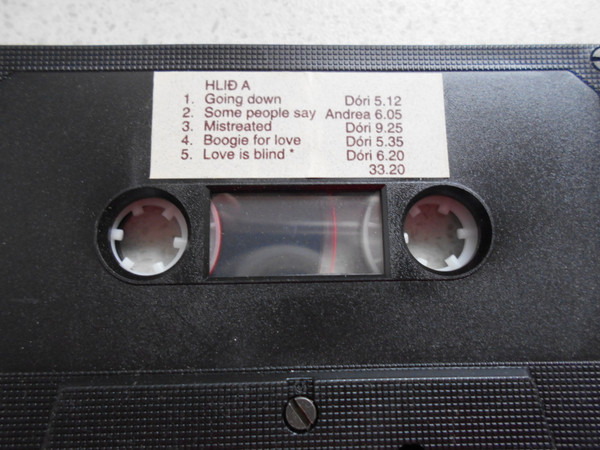 HLIÐ A
1. Going down Dóri 5.12
2. Some people say Andrea 6.05
3. Mistreated Dóri 9.25
4. Boogie for love Dóri 5.35
5. Love is blind * Dóri 6.20
33.20